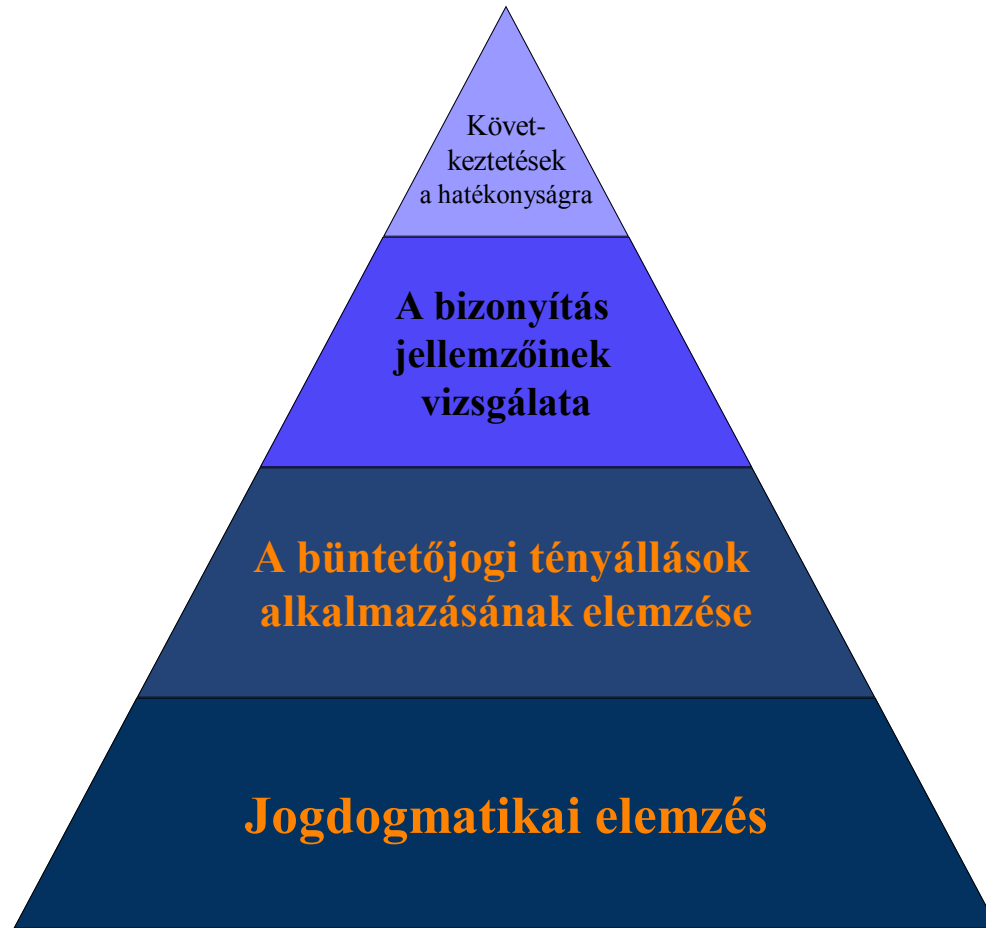 Követ-
keztetések
a hatékonyságra
A bizonyítás
jellemzőinek
vizsgálata
A büntetőjogi tényállások
alkalmazásának elemzése
Jogdogmatikai elemzés